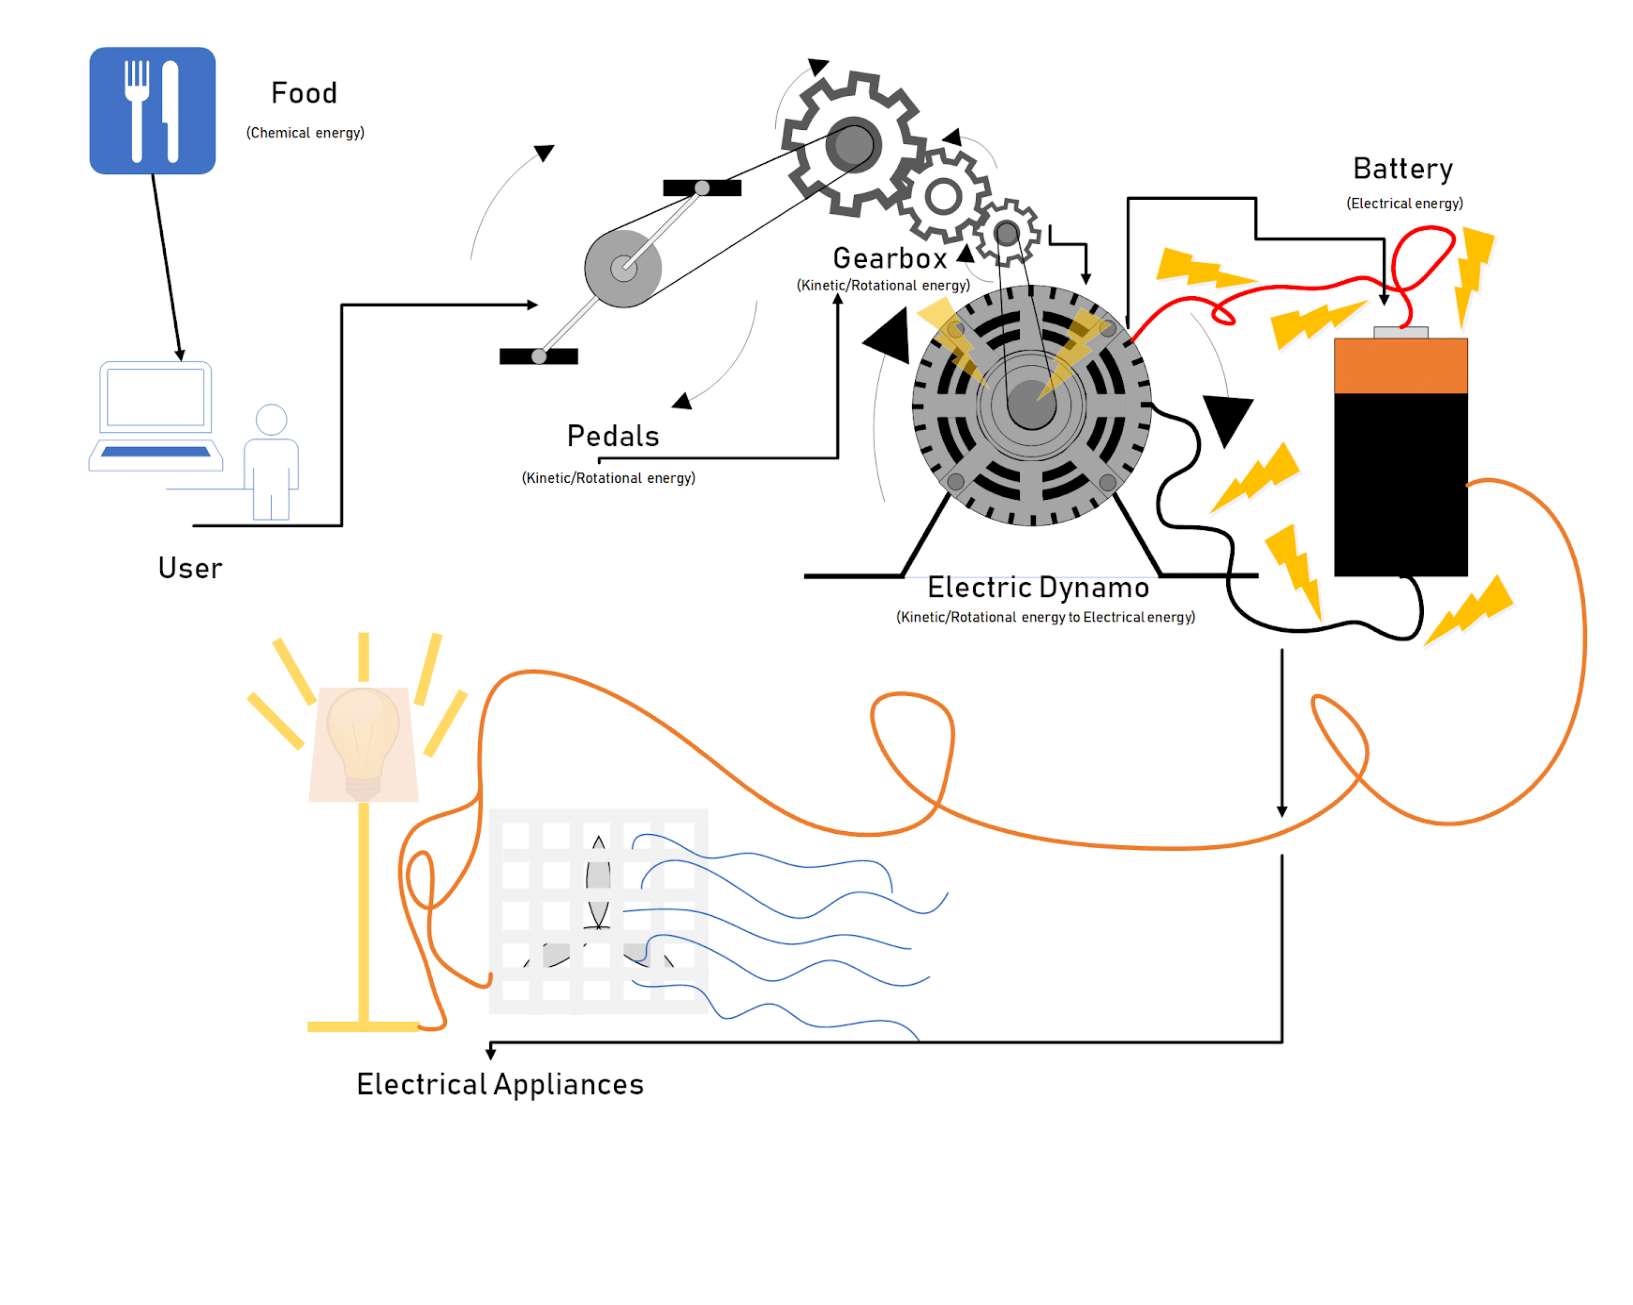 Food
(Chemical energy)
Battery
(Electrical energy)
Gearbox
(Kinetic/Rotational energy)
Pedals
(Kinetic/Rotational energy)
User
Electric Dynamo
(Kinetic/Rotational energy to Electrical energy)
Electrical Appliances